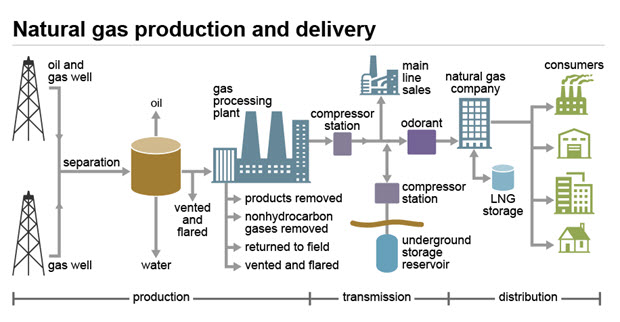 Natural gas production and delivery
oil and
gas well
oil
separation
gas well
water
vented
and
flared
gas
processing
plant
products removed
nonhydrocarbon
gases removed
returned to field
vented and flared
compressor
station
main
line
sales
odorant
compressor
station
underground
storage
reservoir
natural gas
company
LNG
storage
consumers
production
transmission
distribution